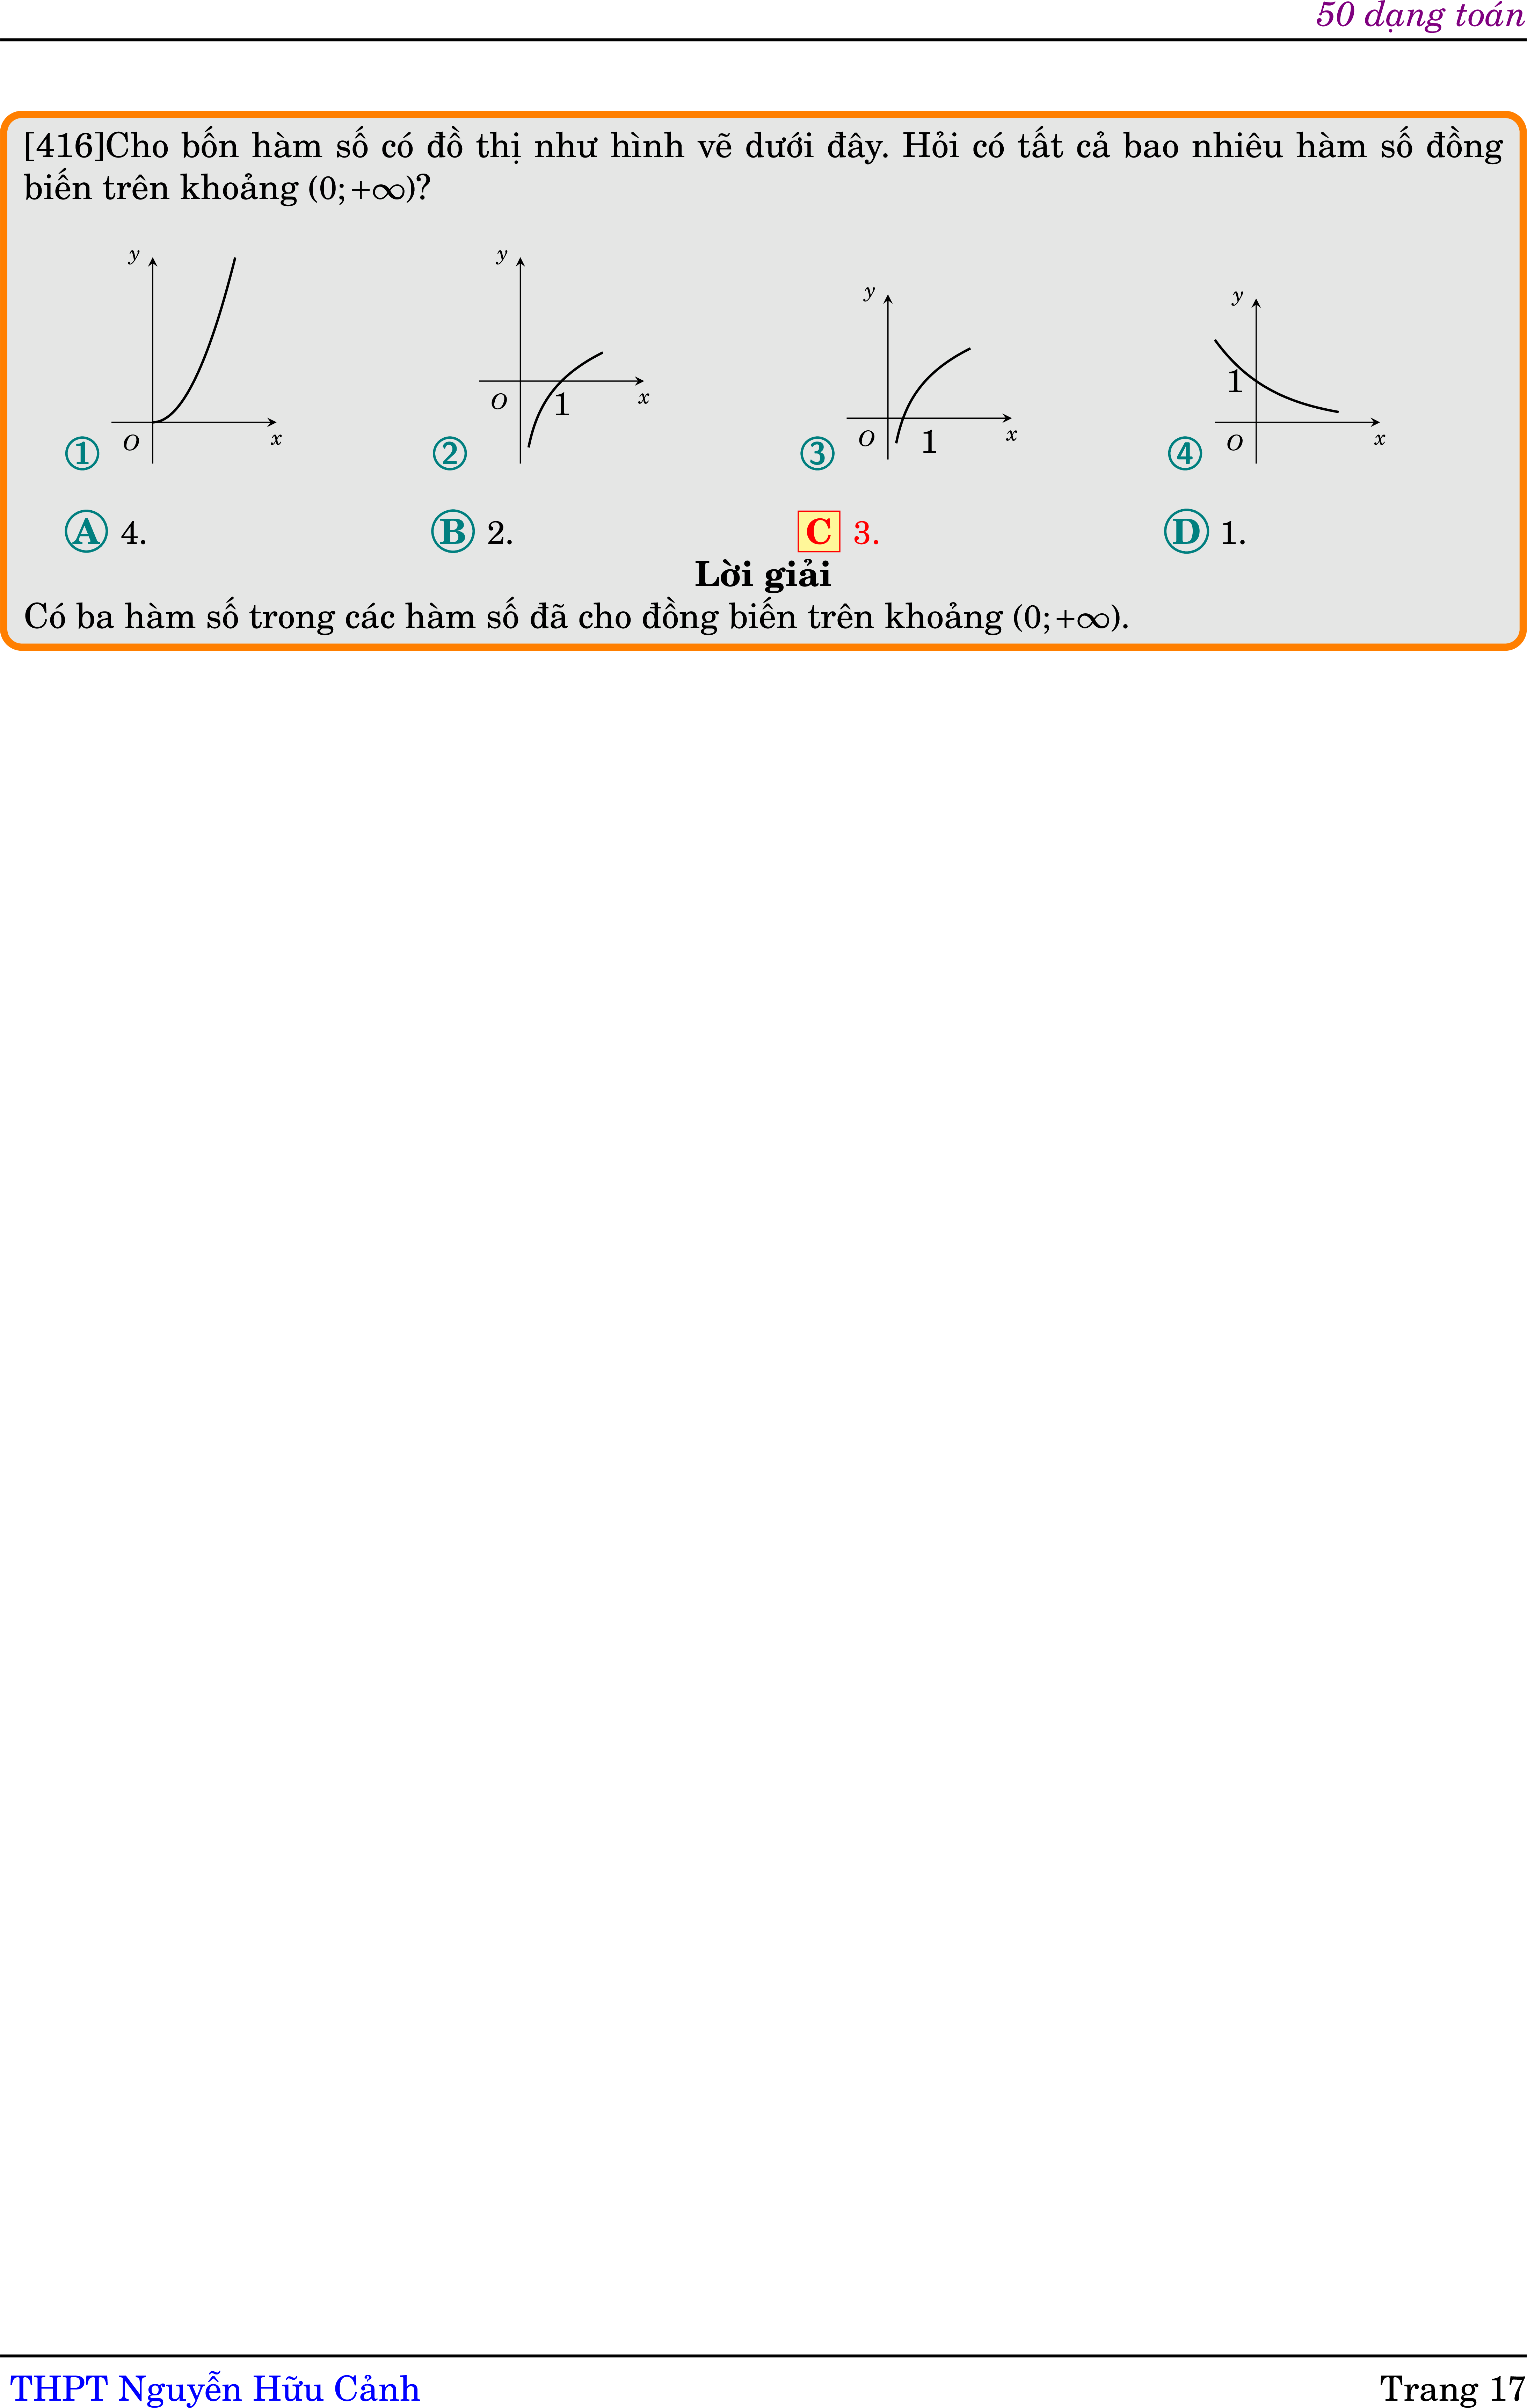 50 dạng toán
[416]Cho bốn hàm số có đồ thị như hình vẽ dưới đây. Hỏi có tất cả bao nhiêu hàm số đồng
biến trên khoảng (0;+∞)?
① y O x
② y O 1 x
③ y O 1 x
④ y 1 O x
Ⓐ 4. Ⓑ 2. C 3. Ⓓ 1.
Lời giải
Có ba hàm số trong các hàm số đã cho đồng biến trên khoảng (0;+∞).
THPT Nguyễn Hữu Cảnh Trang 17